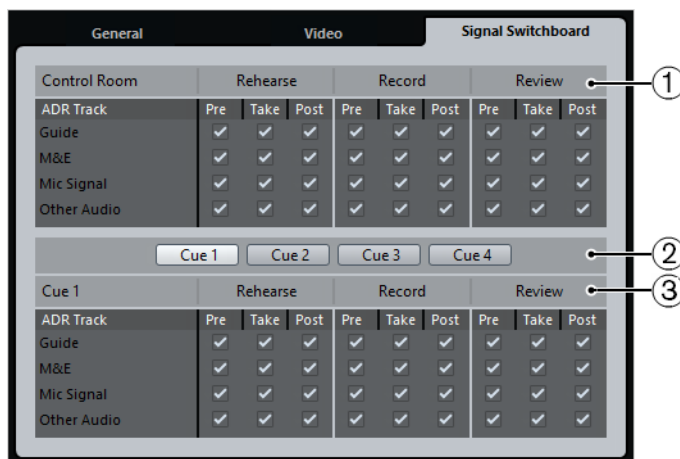 General Video Signal Switchboard
Control Room Rehearse Record Review 1
ADR Track Pre Take Post Pre Take Post Pre Take Post
Guide
M&E
Mic Signal
Other Audio
Cue 1 Cue 2 Cue 3 Cue 4 2
Cue 1 Rehearse Record Review 3
ADR Track Pre Take Post Pre Take Post Pre Take Post
Guide
M&E
Mic Signal
Other Audio